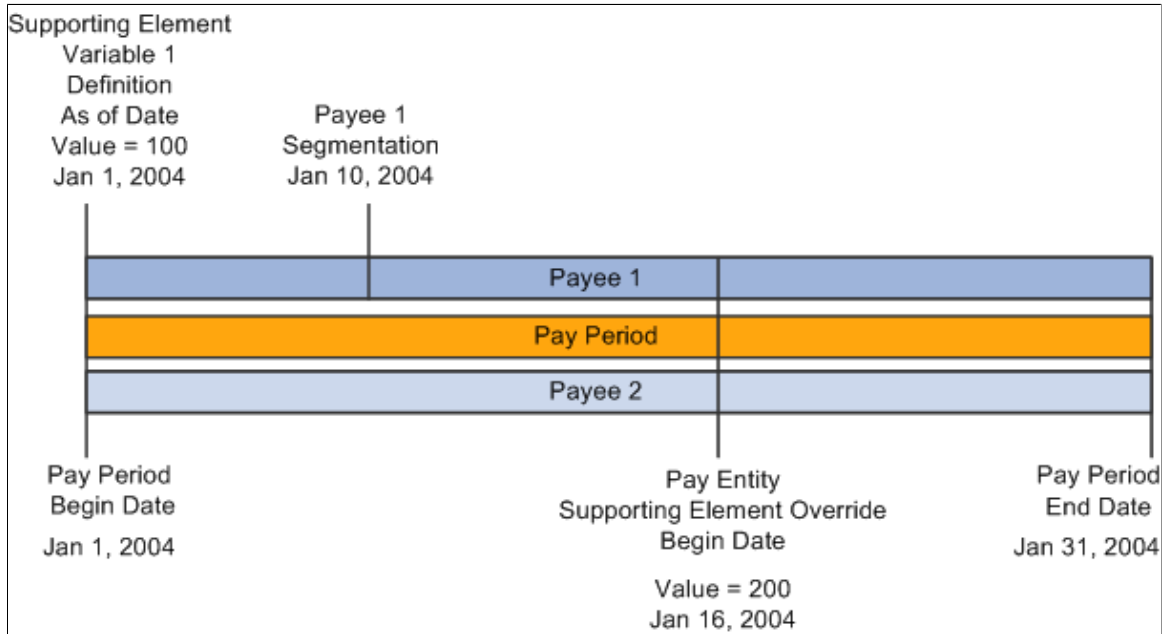 Supporting Element
Variable 1
Definition
As of Date
Value = 100
Jan 1, 2004
Payee 1
Segmentation
Jan 10, 2004
Payee 1
Pay Period
Payee 2
Pay Period
Begin Date
Jan 1, 2004
Pay Entity
Supporting Element Override
Begin Date
Value = 200
Jan 16, 2004
Pay Period
End Date
Jan 31, 2004